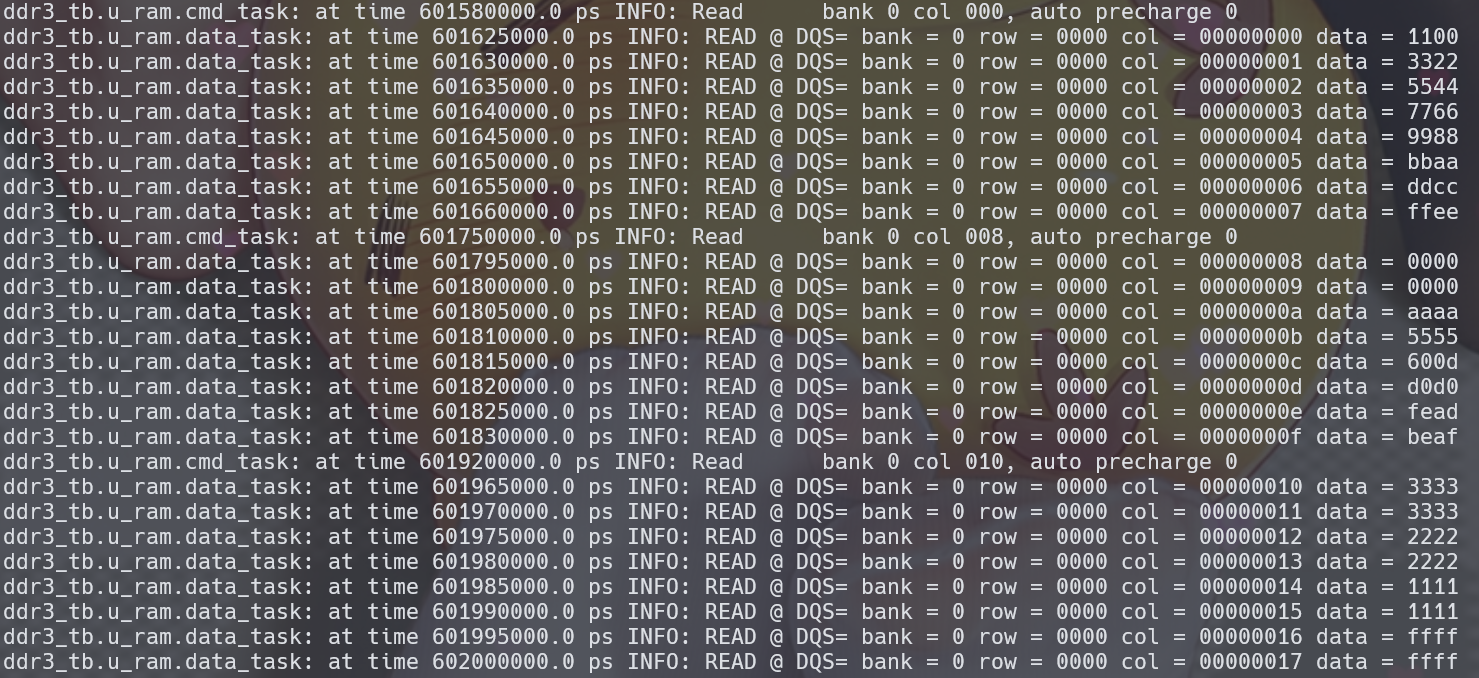 ddr3_tb.u_ram.cmd_task: at time 601580000.0 ps INFO: Read      bank 0 col 000, auto precharge 0
ddr3_tb.u_ram.data_task: at time 601625000.0 ps INFO: READ @ DQS= bank = 0 row = 0000 col = 00000000 data = 1100
ddr3_tb.u_ram.data_task: at time 601630000.0 ps INFO: READ @ DQS= bank = 0 row = 0000 col = 00000001 data = 3322
ddr3_tb.u_ram.data_task: at time 601635000.0 ps INFO: READ @ DQS= bank = 0 row = 0000 col = 00000002 data = 5544
ddr3_tb.u_ram.data_task: at time 601640000.0 ps INFO: READ @ DQS= bank = 0 row = 0000 col = 00000003 data = 7766
ddr3_tb.u_ram.data_task: at time 601645000.0 ps INFO: READ @ DQS= bank = 0 row = 0000 col = 00000004 data = 9988
ddr3_tb.u_ram.data_task: at time 601650000.0 ps INFO: READ @ DQS= bank = 0 row = 0000 col = 00000005 data = bbaa
ddr3_tb.u_ram.data_task: at time 601655000.0 ps INFO: READ @ DQS= bank = 0 row = 0000 col = 00000006 data = ddcc
ddr3_tb.u_ram.data_task: at time 601660000.0 ps INFO: READ @ DQS= bank = 0 row = 0000 col = 00000007 data = ffee
ddr3_tb.u_ram.cmd_task: at time 601750000.0 ps INFO: Read      bank 0 col 008, auto precharge 0
ddr3_tb.u_ram.data_task: at time 601795000.0 ps INFO: READ @ DQS= bank = 0 row = 0000 col = 00000008 data = 0000
ddr3_tb.u_ram.data_task: at time 601800000.0 ps INFO: READ @ DQS= bank = 0 row = 0000 col = 00000009 data = 0000
ddr3_tb.u_ram.data_task: at time 601805000.0 ps INFO: READ @ DQS= bank = 0 row = 0000 col = 0000000a data = aaaa
ddr3_tb.u_ram.data_task: at time 601810000.0 ps INFO: READ @ DQS= bank = 0 row = 0000 col = 0000000b data = 5555
ddr3_tb.u_ram.data_task: at time 601815000.0 ps INFO: READ @ DQS= bank = 0 row = 0000 col = 0000000c data = 600d
ddr3_tb.u_ram.data_task: at time 601820000.0 ps INFO: READ @ DQS= bank = 0 row = 0000 col = 0000000d data = d0d0
ddr3_tb.u_ram.data_task: at time 601825000.0 ps INFO: READ @ DQS= bank = 0 row = 0000 col = 0000000e data = fead
ddr3_tb.u_ram.data_task: at time 601830000.0 ps INFO: READ @ DQS= bank = 0 row = 0000 col = 0000000f data = beaf
ddr3_tb.u_ram.cmd_task: at time 601920000.0 ps INFO: Read      bank 0 col 010, auto precharge 0
ddr3_tb.u_ram.data_task: at time 601965000.0 ps INFO: READ @ DQS= bank = 0 row = 0000 col = 00000010 data = 3333
ddr3_tb.u_ram.data_task: at time 601970000.0 ps INFO: READ @ DQS= bank = 0 row = 0000 col = 00000011 data = 3333
ddr3_tb.u_ram.data_task: at time 601975000.0 ps INFO: READ @ DQS= bank = 0 row = 0000 col = 00000012 data = 2222
ddr3_tb.u_ram.data_task: at time 601980000.0 ps INFO: READ @ DQS= bank = 0 row = 0000 col = 00000013 data = 2222
ddr3_tb.u_ram.data_task: at time 601985000.0 ps INFO: READ @ DQS= bank = 0 row = 0000 col = 00000014 data = 1111
ddr3_tb.u_ram.data_task: at time 601990000.0 ps INFO: READ @ DQS= bank = 0 row = 0000 col = 00000015 data = 1111
ddr3_tb.u_ram.data_task: at time 601995000.0 ps INFO: READ @ DQS= bank = 0 row = 0000 col = 00000016 data = ffff
ddr3_tb.u_ram.data_task: at time 602000000.0 ps INFO: READ @ DQS= bank = 0 row = 0000 col = 00000017 data = ffff